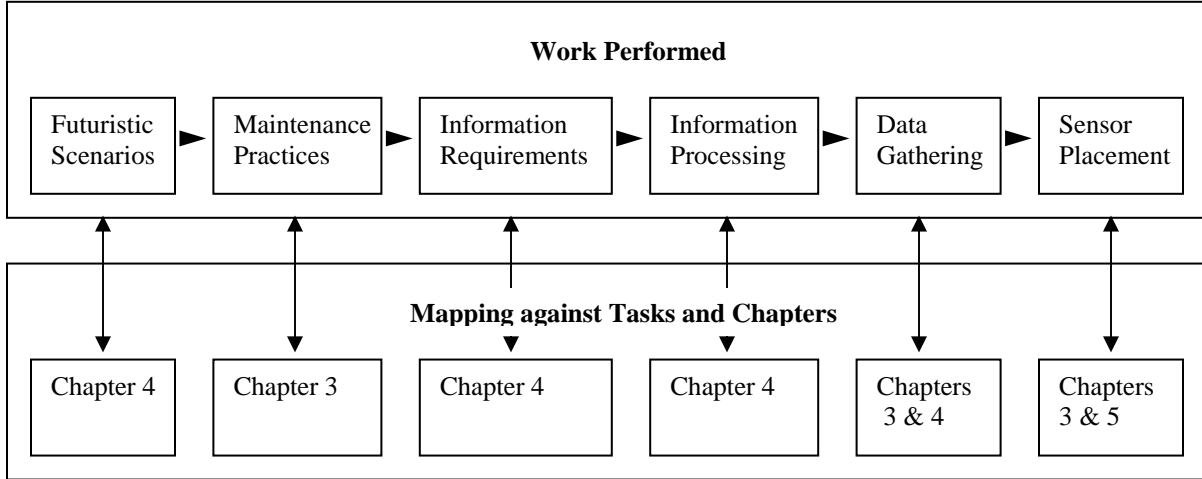 Work Performed
Futuristic
Scenarios
Maintenance
Practices
Information
Requirements
Information
Processing
Data
Gathering
Sensor
Placement
Mapping against Tasks and Chapters
Chapter 4
Chapter 3
Chapter 4
Chapter 4
Chapters
3 & 4
Chapters
3 & 5